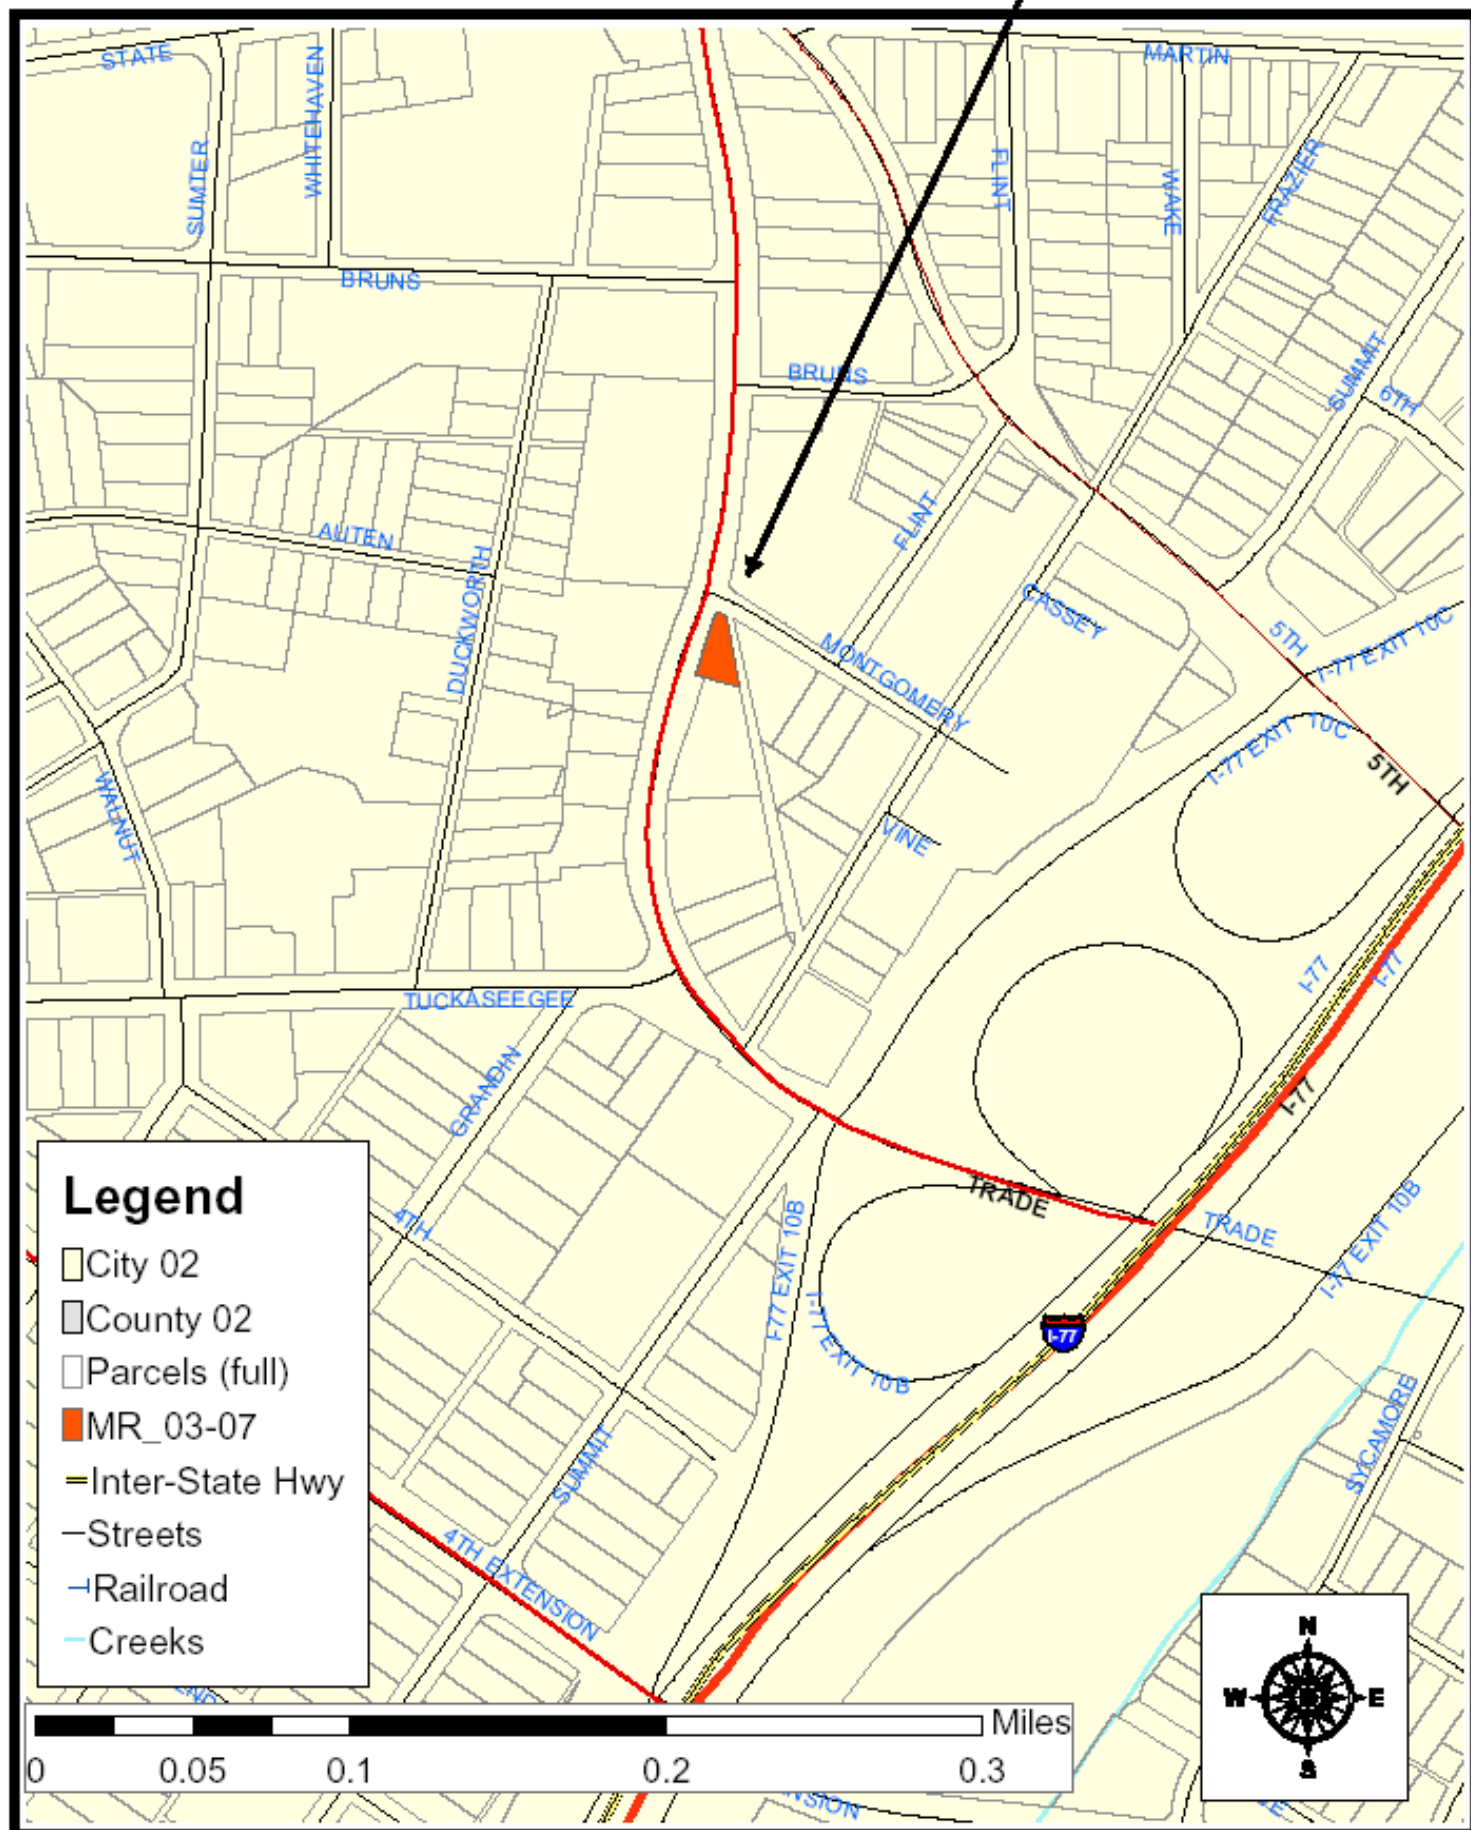 STATE
WHITEHAVEN
SUMTER
MARTIN
FLINT
WAKE
FRAZIER
BRUNS
BRUNS
SUMMIT
6TH
AUTEN
DUCKWORTH
FLINT
CASSEY
MONTGOMERY
5TH
I-77 EXIT 10C
I-77 EXIT 10C
5TH
WALNUT
VINE
I-77
I-77
I-77
TUCKASEEGEE
GRANDIN
4TH
TRADE
TRADE
I-77 EXIT 10B
I-77 EXIT 10B
I-77 EXIT 10B
I-77
SUMMIT
SYCAMORE
4TH EXTENSION
Legend
City 02
County 02
Parcels (full)
MR_03-07
Inter-State Hwy
Streets
Railroad
Creeks
N
W E
S
Miles
0 0.05 0.1 0.2 0.3